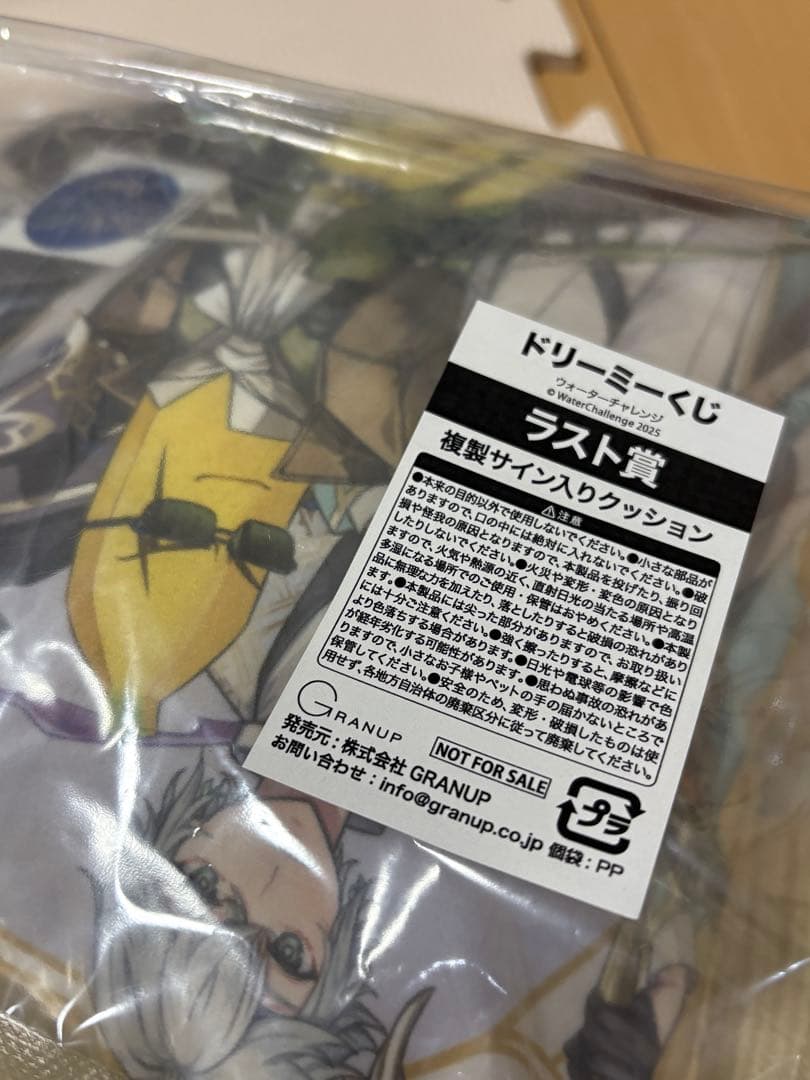 ドリーミーくじ
ウォーターチャレンジ
© WaterChallenge 2025
ラスト賞
複製サイン入りクッション
⚠注意
●本来の目的以外で使用しないでください。●小さな部品が
ありますので、口の中には絶対に入れないでください。●破
損や怪我の原因となりますので、本製品を投げたり、振り回
したりしないでください。●火災や変形・変色の原因となり
ますので、火気や熱源の近く、直射日光の当たる場所や高温
多湿になる場所でのご使用・保管はおやめください。●本製
品に無理な力を加えたり、落としたりすると破損の恐れがあり
ます。●本製品には尖った部分がありますので、お取り扱い
には十分ご注意ください。●強く擦ったりすると、摩擦などに
より色落ちする場合があります。●日光や電球等の影響で色
が経年劣化する可能性があります。●思わぬ事故の恐れがあ
りますので、小さなお子様やペットの手の届かないところで
保管してください。●安全のため、変形・破損したものは使
用せず、各地方自治体の廃棄区分に従って廃棄してください。
GRANUP
NOT FOR SALE
発売元：株式会社 GRANUP
お問い合わせ：info@granup.co.jp
プラ
個袋：PP